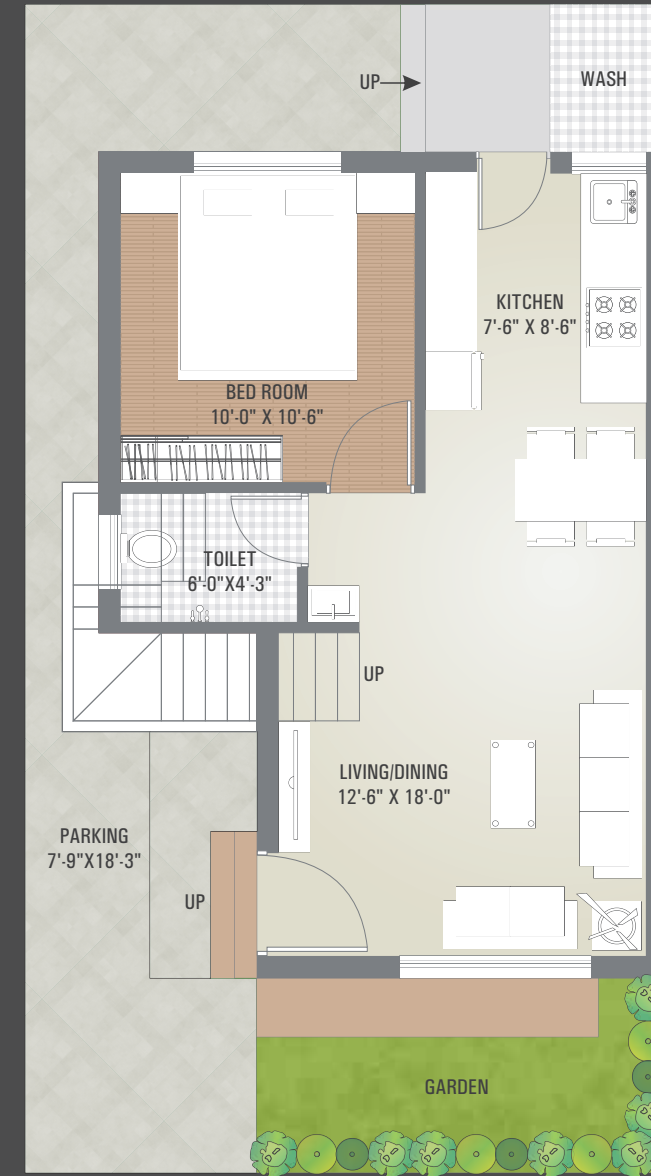 UP
WASH
KITCHEN
7'-6" X 8'-6"
BED ROOM
10'-0" X 10'-6"
TOILET
6'-0"X4'-3"
UP
LIVING/DINING
12'-6" X 18'-0"
PARKING
7'-9"X18'-3"
UP
GARDEN